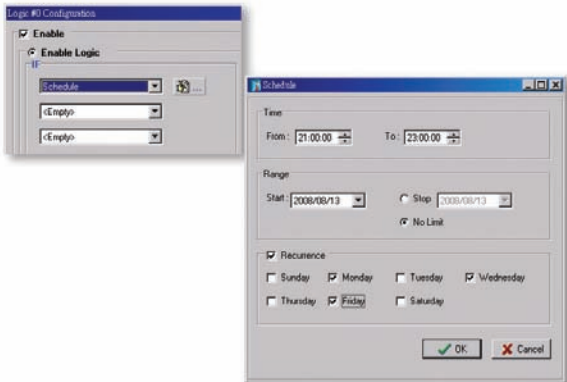 Logic #0 Configuration
Enable
Enable Logic
IF
Schedule
...
<Empty>
<Empty>
Schedule
Time
From: 21:00:00
To: 23:00:00
Range
Start: 2008/08/13
Stop 2008/08/13
No Limit
Recurrence
Sunday Monday Tuesday Wednesday
Thursday Friday Saturday
OK Cancel